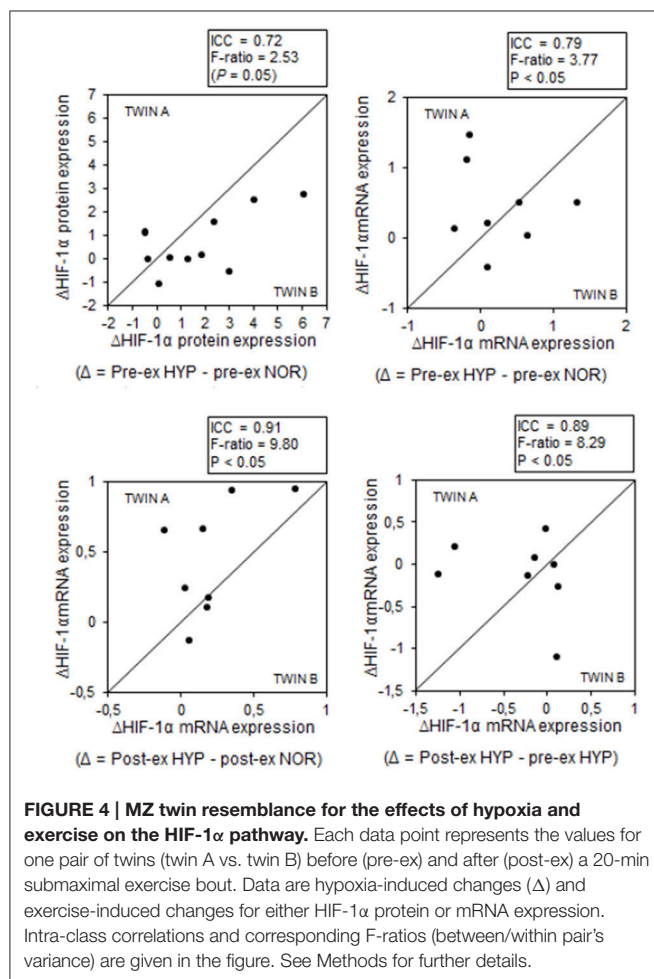 ICC = 0.72
F-ratio = 2.53
(P = 0.05)
7
6
5
4
3
2
1
0
-1
-2
TWIN A
TWIN B
ΔHIF-1α protein expression
-2 -1 0 1 2 3 4 5 6 7
ΔHIF-1α protein expression
(Δ = Pre-ex HYP - pre-ex NOR)
ICC = 0.79
F-ratio = 3.77
P < 0.05
2
1
0
-1
TWIN A
TWIN B
ΔHIF-1αmRNA expression
-1 0 1 2
ΔHIF-1α mRNA expression
(Δ = Pre-ex HYP - pre-ex NOR)
ICC = 0.91
F-ratio = 9.80
P < 0.05
1
0,5
0
-0,5
TWIN A
TWIN B
ΔHIF-1αmRNA expression
-0,5 0 0,5 1
ΔHIF-1α mRNA expression
(Δ = Post-ex HYP - post-ex NOR)
ICC = 0.89
F-ratio = 8.29
P < 0.05
1
0,5
0
-0,5
-1
-1,5
TWIN A
TWIN B
ΔHIF-1αmRNA expression
-1,5 -1 -0,5 0 0,5 1
ΔHIF-1α mRNA expression
(Δ = Post-ex HYP - pre-ex HYP)
FIGURE 4 | MZ twin resemblance for the effects of hypoxia and
exercise on the HIF-1α pathway. Each data point represents the values for
one pair of twins (twin A vs. twin B) before (pre-ex) and after (post-ex) a 20-min
submaximal exercise bout. Data are hypoxia-induced changes (Δ) and
exercise-induced changes for either HIF-1α protein or mRNA expression.
Intra-class correlations and corresponding F-ratios (between/within pair's
variance) are given in the figure. See Methods for further details.